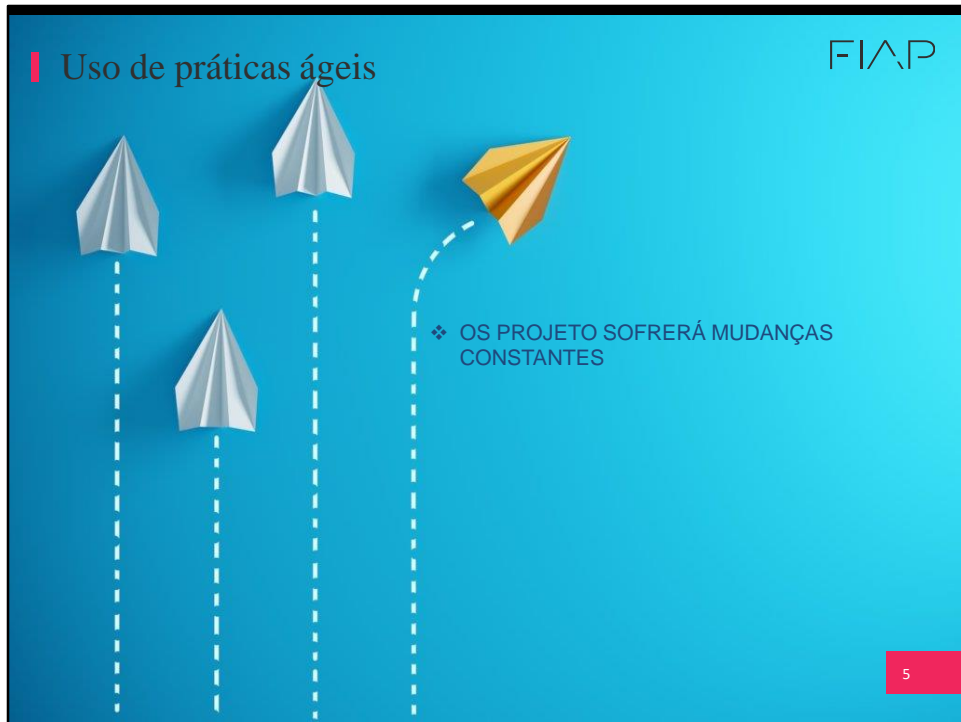 Uso de práticas ágeis
FIAP
❖ OS PROJETO SOFRERÁ MUDANÇAS
CONSTANTES
5